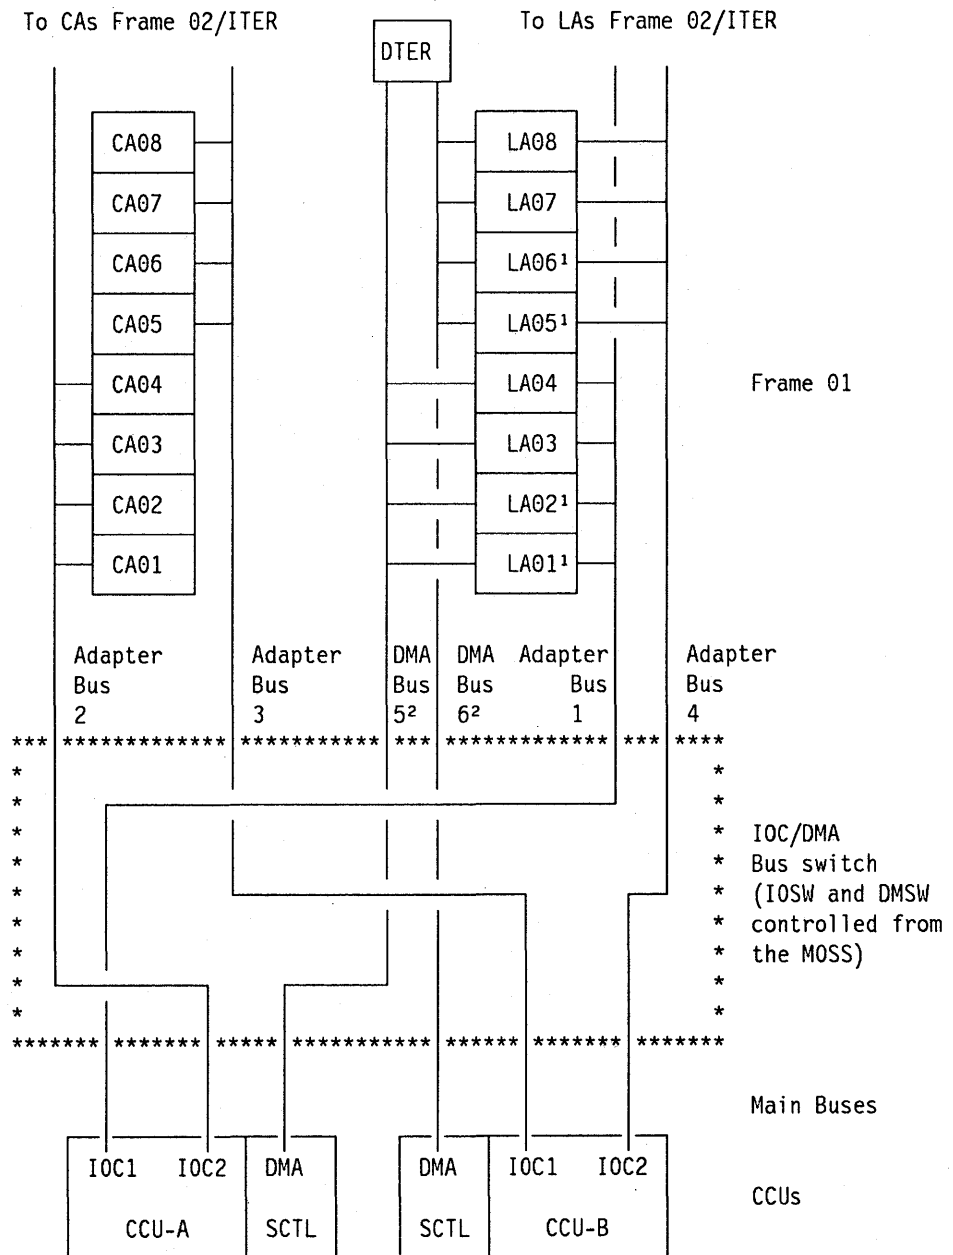 To CAs Frame 02/ITER
To LAs Frame 02/ITER
DTER
CA08
LA08
CA07
LA07
CA06
LA06¹
CA05
LA05¹
CA04
LA04
Frame 01
CA03
LA03
CA02
LA02¹
CA01
LA01¹
Adapter
Bus
2
Adapter
Bus
3
DMA
Bus
5²
DMA
Bus
6²
Adapter
Bus
1
Adapter
Bus
4
IOC/DMA
Bus switch
(IOSW and DMSW
controlled from
the MOSS)
Main Buses
IOC1 IOC2 DMA
DMA IOC1 IOC2
CCUs
CCU-A SCTL
SCTL CCU-B